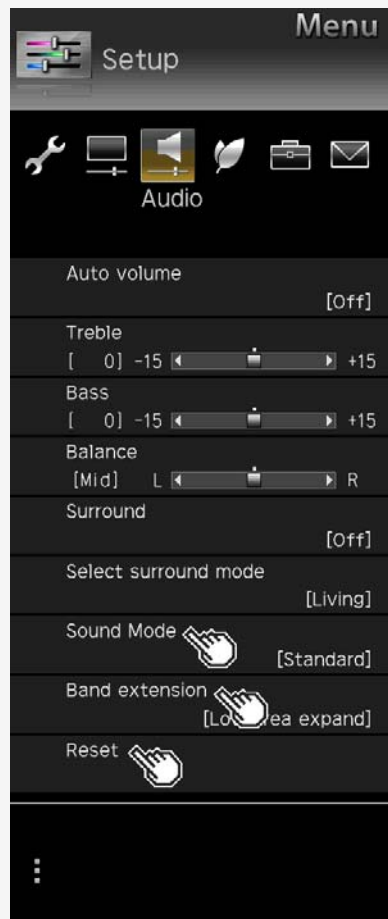 Menu
Setup
Audio
Auto volume
[Off]
Treble
[ 0] -15 +15
Bass
[ 0] -15 +15
Balance
[Mid] L R
Surround
[Off]
Select surround mode
[Living]
Sound Mode
[Standard]
Band extension
expand]
Reset